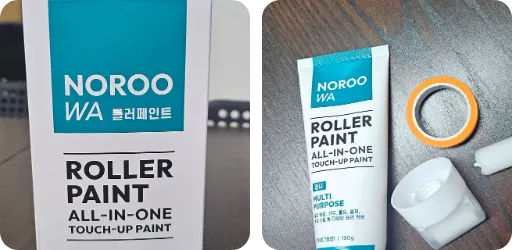 NOROO
WA 롤러페인트
ROLLER
PAINT
ALL-IN-ONE
TOUCH-UP PAINT
NOROO
WA
ROLLER
PAINT
ALL-IN-ONE
TOUCH-UP PAINT
MULTI
PURPOSE
160g